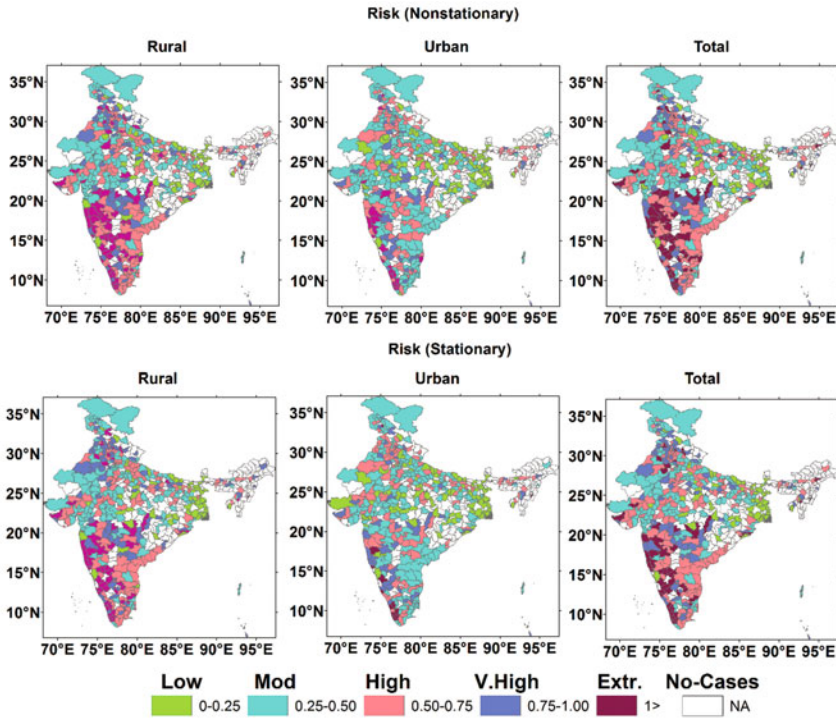 Risk (Nonstationary)
Rural Urban Total
35°N
30°N
25°N
20°N
15°N
10°N
70°E 75°E 80°E 85°E 90°E 95°E 70°E 75°E 80°E 85°E 90°E 95°E 70°E 75°E 80°E 85°E 90°E 95°E
Risk (Stationary)
Rural Urban Total
35°N
30°N
25°N
20°N
15°N
10°N
70°E 75°E 80°E 85°E 90°E 95°E 70°E 75°E 80°E 85°E 90°E 95°E 70°E 75°E 80°E 85°E 90°E 95°E
Low Mod High V.High Extr. No-Cases
0-0.25 0.25-0.50 0.50-0.75 0.75-1.00 1> NA